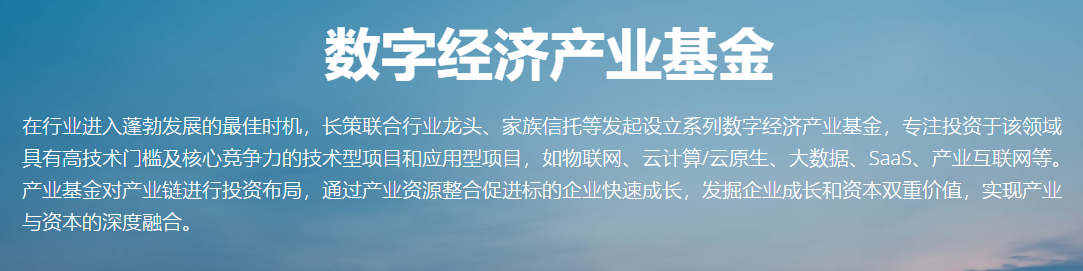 数字经济产业基金
在行业进入蓬勃发展的最佳时机，长策联合行业龙头、家族信托等发起设立系列数字经济产业基金，专注投资于该领域
具有高技术门槛及核心竞争力的技术型项目和应用型项目，如物联网、云计算/云原生、大数据、SaaS、产业互联网等。
产业基金对产业链进行投资布局，通过产业资源整合促进标的企业快速成长，发掘企业成长和资本双重价值，实现产业
与资本的深度融合。